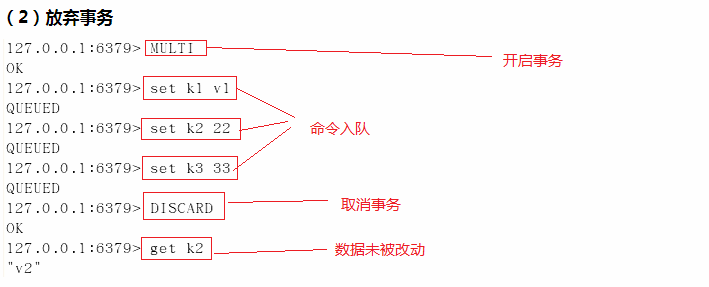 (2) 放弃事务
127.0.0.1:6379> MULTI
开启事务
OK
127.0.0.1:6379> set k1 v1
QUEUED
127.0.0.1:6379> set k2 22
命令入队
QUEUED
127.0.0.1:6379> set k3 33
QUEUED
127.0.0.1:6379> DISCARD
取消事务
OK
127.0.0.1:6379> get k2
数据未被改动
"v2"